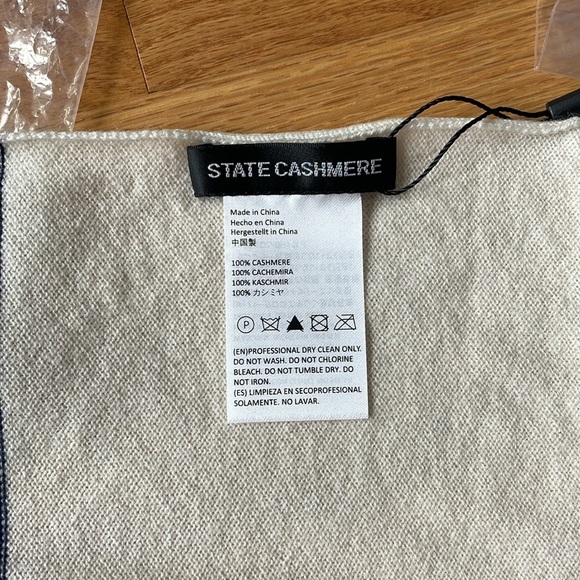 STATE CASHMERE
Made in China
Hecho en China
Hergestellt in China
中国製
100% CASHMERE
100% CACHEMIRA
100% KASCHMIR
100% カシミヤ
P
(EN)PROFESSIONAL DRY CLEAN ONLY.
DO NOT WASH. DO NOT CHLORINE
BLEACH. DO NOT TUMBLE DRY. DO
NOT IRON.
(ES) LIMPIEZA EN SECOPROFESIONAL
SOLAMENTE. NO LAVAR.